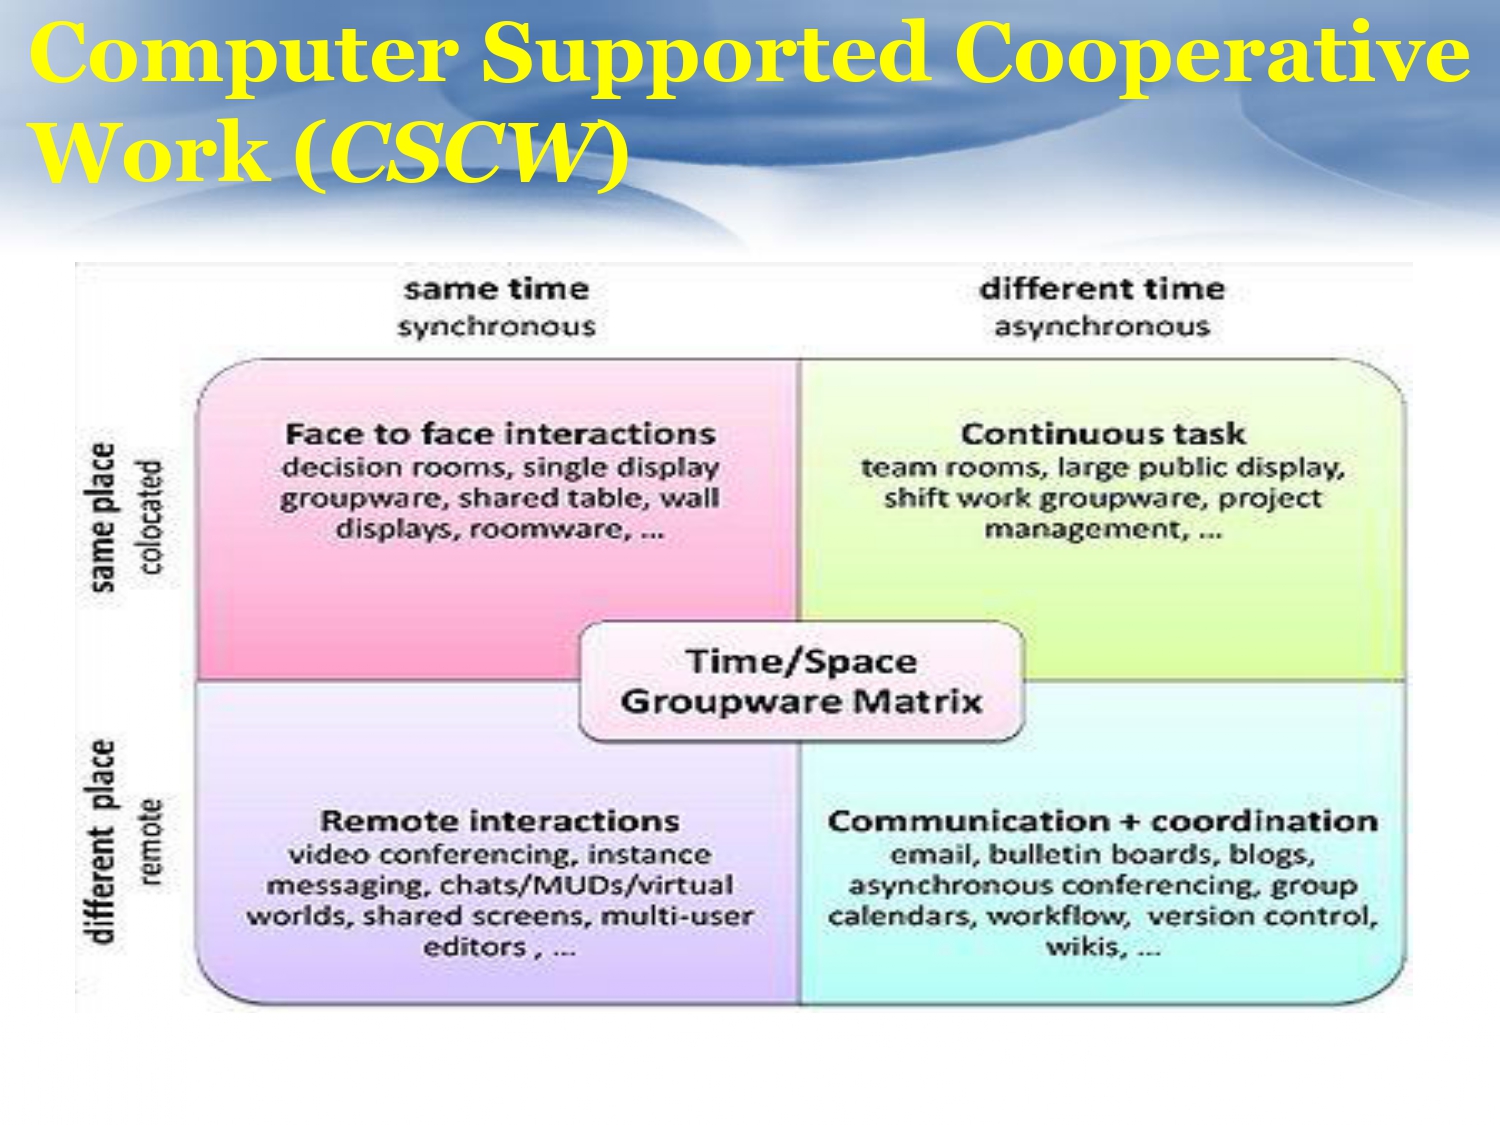 Computer Supported Cooperative
Work (CSCW)
same time
synchronous
different time
asynchronous
same place
colocated
Face to face interactions
decision rooms, single display
groupware, shared table, wall
displays, roomware, ...
Continuous task
team rooms, large public display,
shift work groupware, project
management, ...
Time/Space
Groupware Matrix
different place
remote
Remote interactions
video conferencing, instance
messaging, chats/MUDs/virtual
worlds, shared screens, multi-user
editors , ...
Communication + coordination
email, bulletin boards, blogs,
asynchronous conferencing, group
calendars, workflow, version control,
wikis, ...